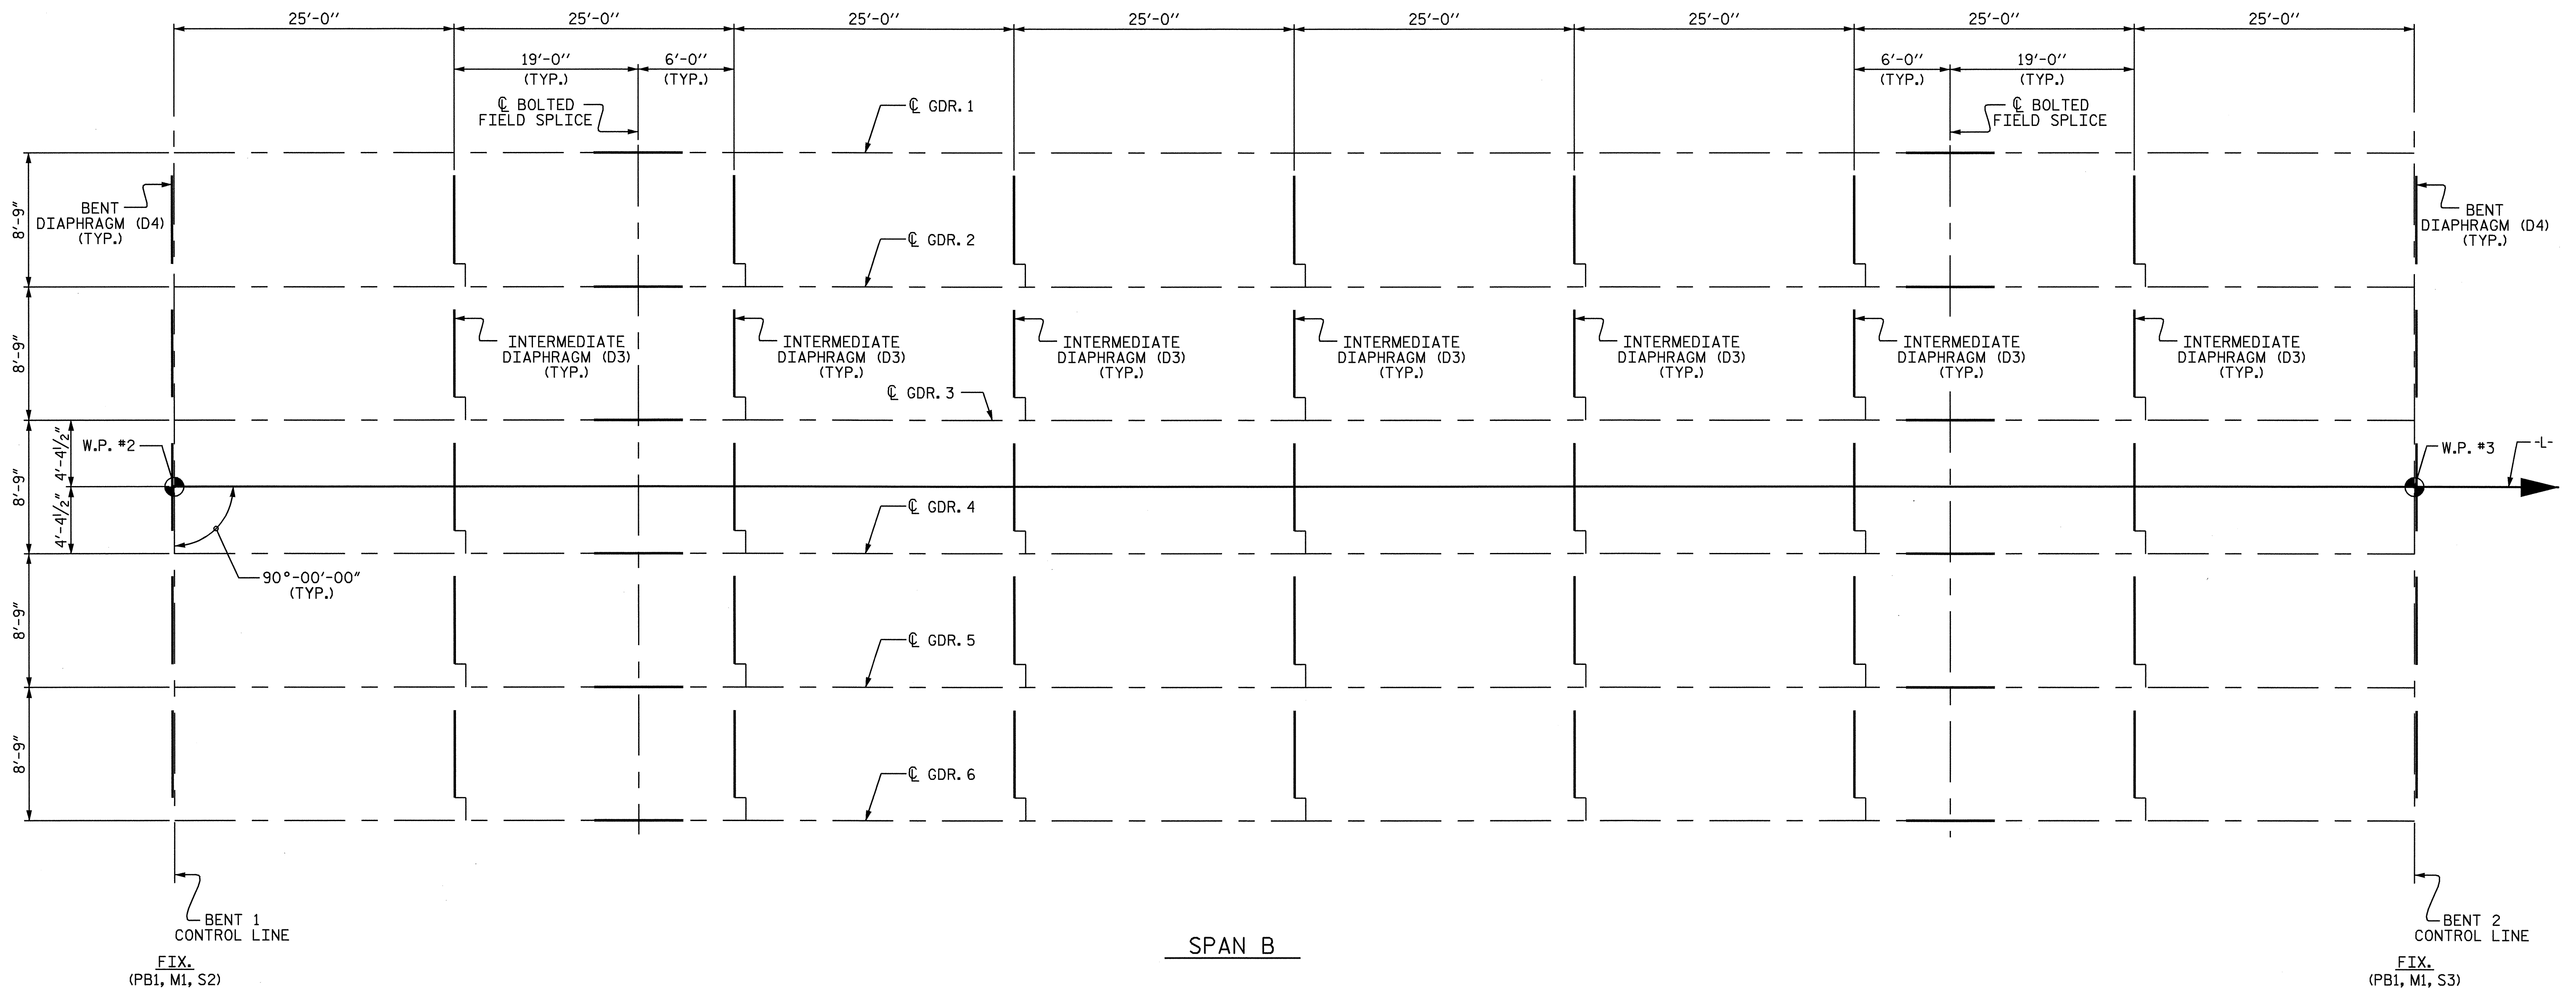 25'-0" 25'-0" 25'-0" 25'-0" 25'-0" 25'-0" 25'-0" 25'-0"
19'-0" 6'-0" 6'-0" 19'-0"
(TYP.) (TYP.) (TYP.) (TYP.)
℄ BOLTED
FIELD SPLICE
℄ GDR. 1
℄ BOLTED
FIELD SPLICE
BENT
DIAPHRAGM (D4)
(TYP.)
8'-9"
℄ GDR. 2
BENT
DIAPHRAGM (D4)
(TYP.)
8'-9"
INTERMEDIATE
DIAPHRAGM (D3)
(TYP.)
INTERMEDIATE
DIAPHRAGM (D3)
(TYP.)
INTERMEDIATE
DIAPHRAGM (D3)
(TYP.)
INTERMEDIATE
DIAPHRAGM (D3)
(TYP.)
INTERMEDIATE
DIAPHRAGM (D3)
(TYP.)
INTERMEDIATE
DIAPHRAGM (D3)
(TYP.)
INTERMEDIATE
DIAPHRAGM (D3)
(TYP.)
℄ GDR. 3
W.P. #2
4'-4½"
8'-9"
4'-4½"
W.P. #3
-L-
℄ GDR. 4
90°-00'-00"
(TYP.)
8'-9"
℄ GDR. 5
8'-9"
℄ GDR. 6
BENT 1
CONTROL LINE
FIX.
(PB1, M1, S2)
SPAN B
BENT 2
CONTROL LINE
FIX.
(PB1, M1, S3)